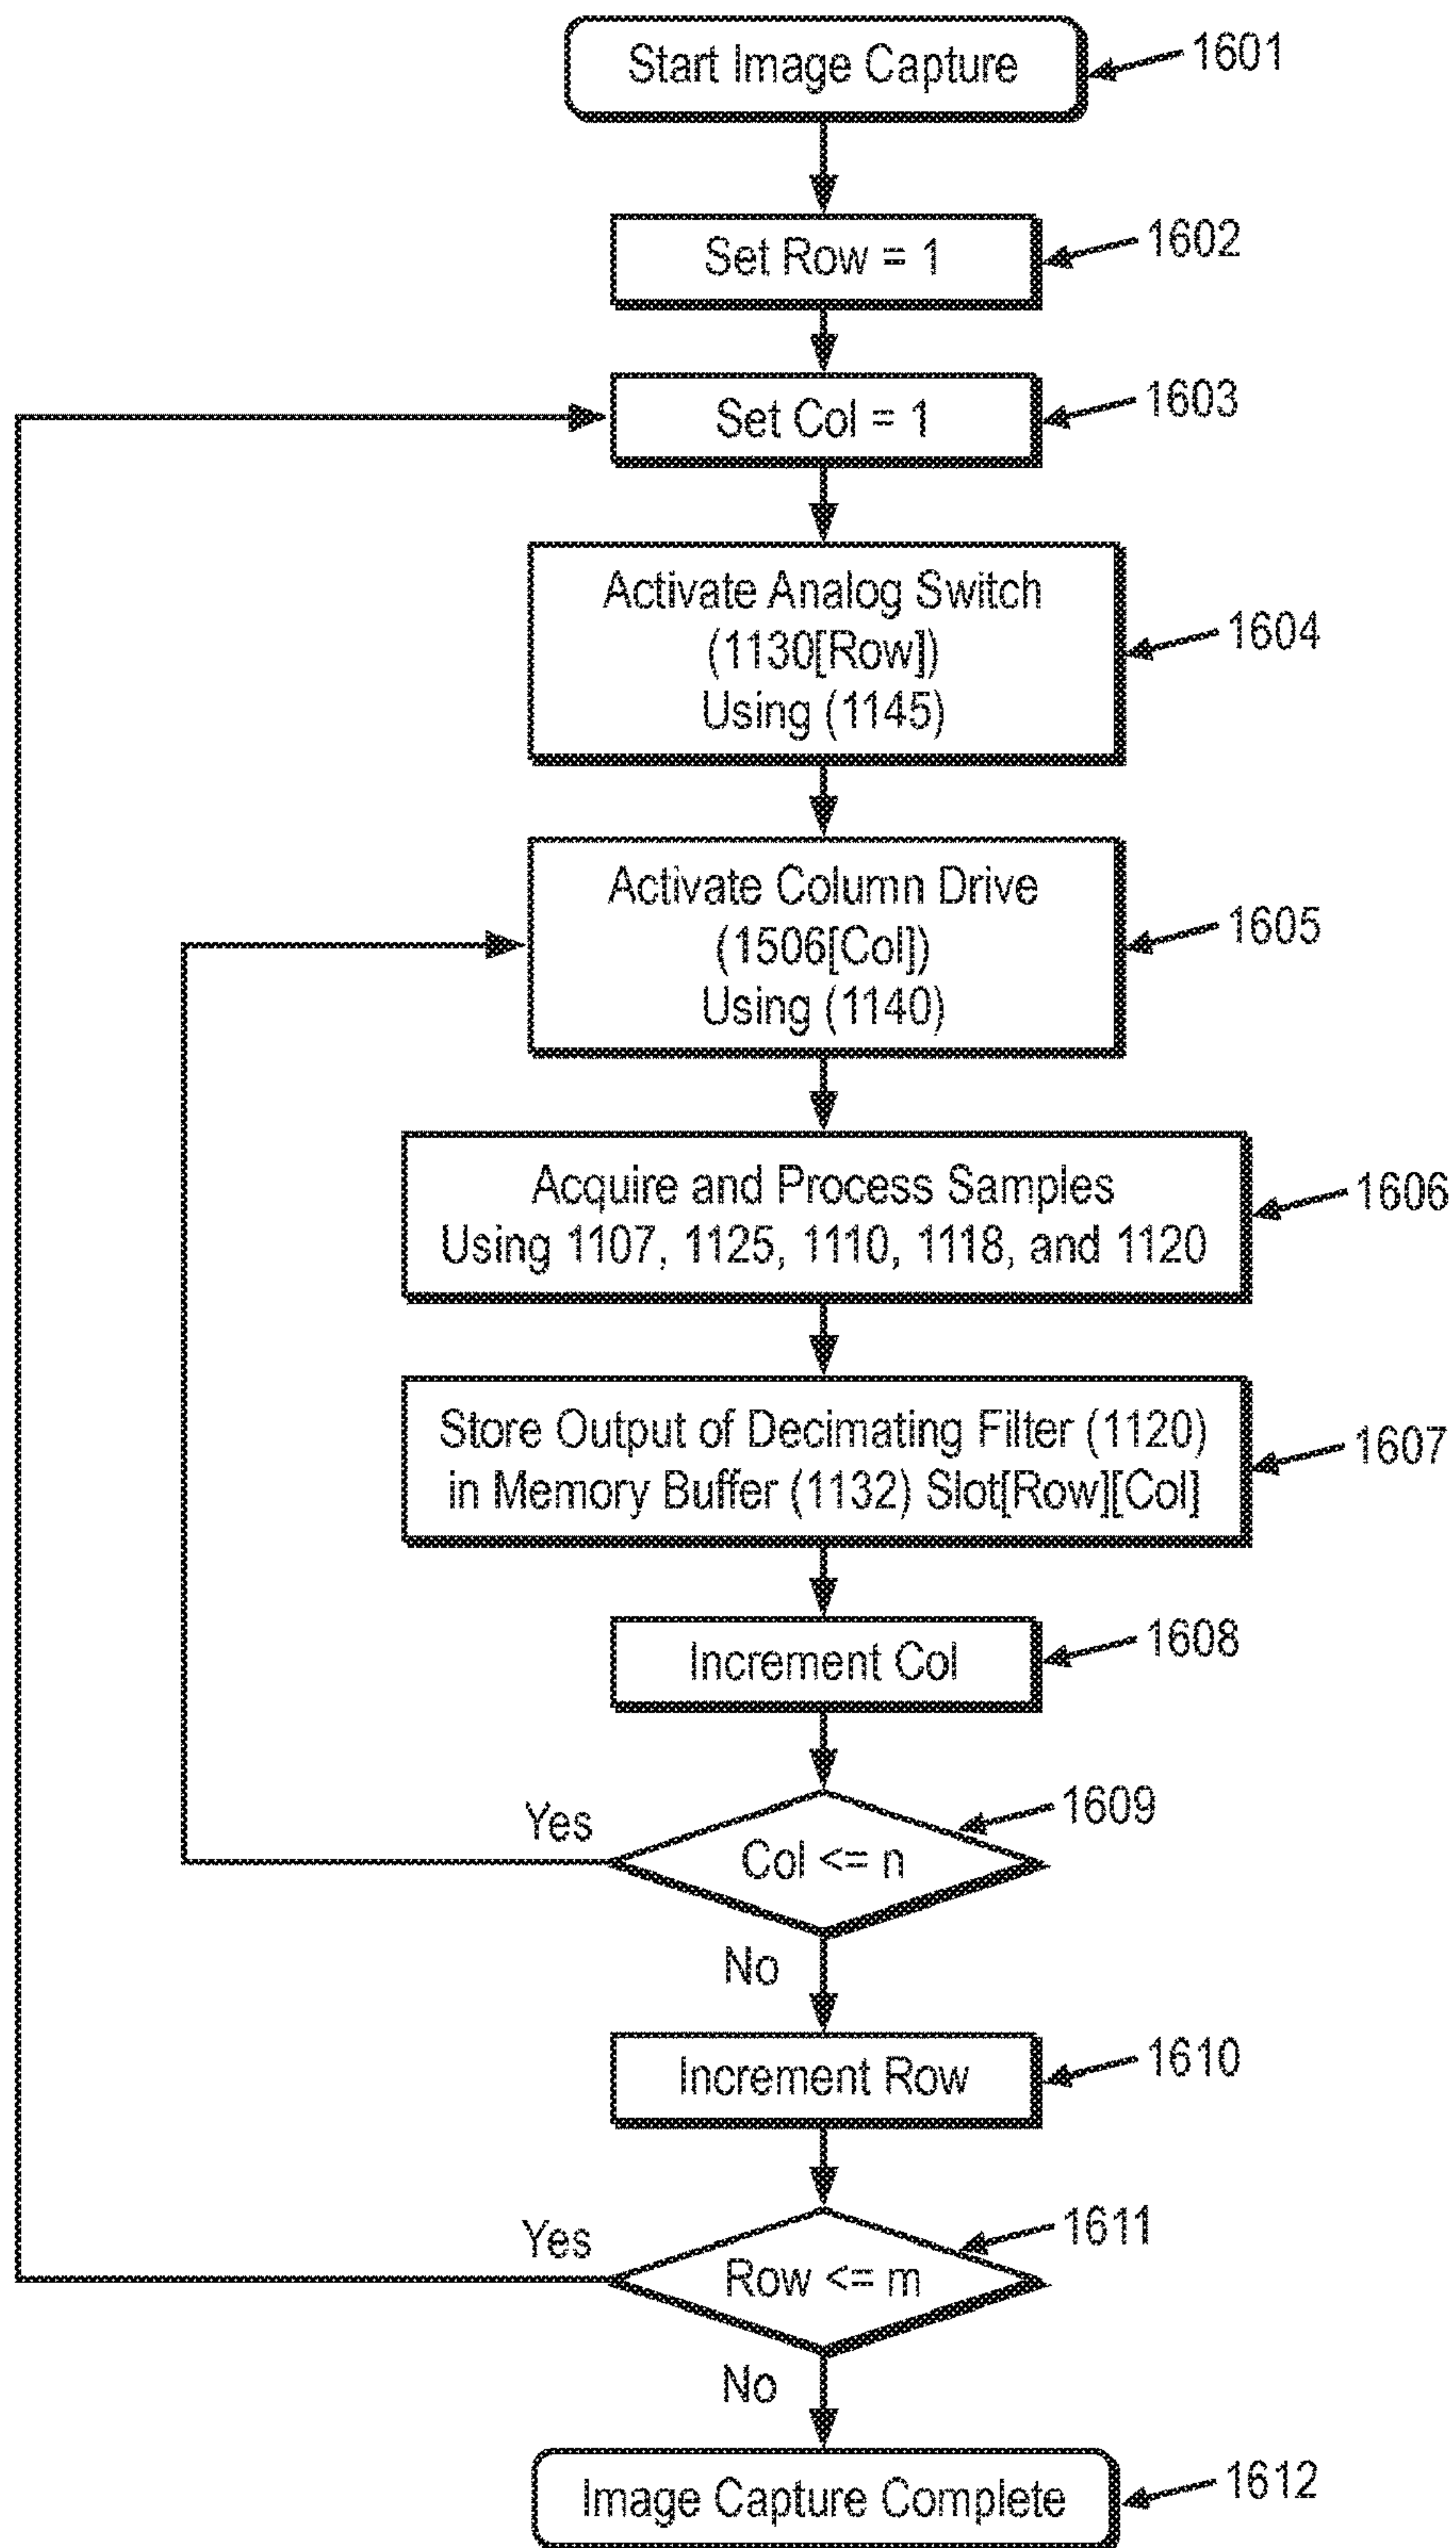 Start Image Capture
1601
Set Row = 1
1602
Set Col = 1
1603
Activate Analog Switch
(1130[Row])
Using (1145)
1604
Activate Column Drive
(1506[Col])
Using (1140)
1605
Acquire and Process Samples
Using 1107, 1125, 1110, 1118, and 1120
1606
Store Output of Decimating Filter (1120)
in Memory Buffer (1132) Slot[Row][Col]
1607
Increment Col
1608
Yes
Col <= n
1609
No
Increment Row
1610
Yes
Row <= m
1611
No
Image Capture Complete
1612